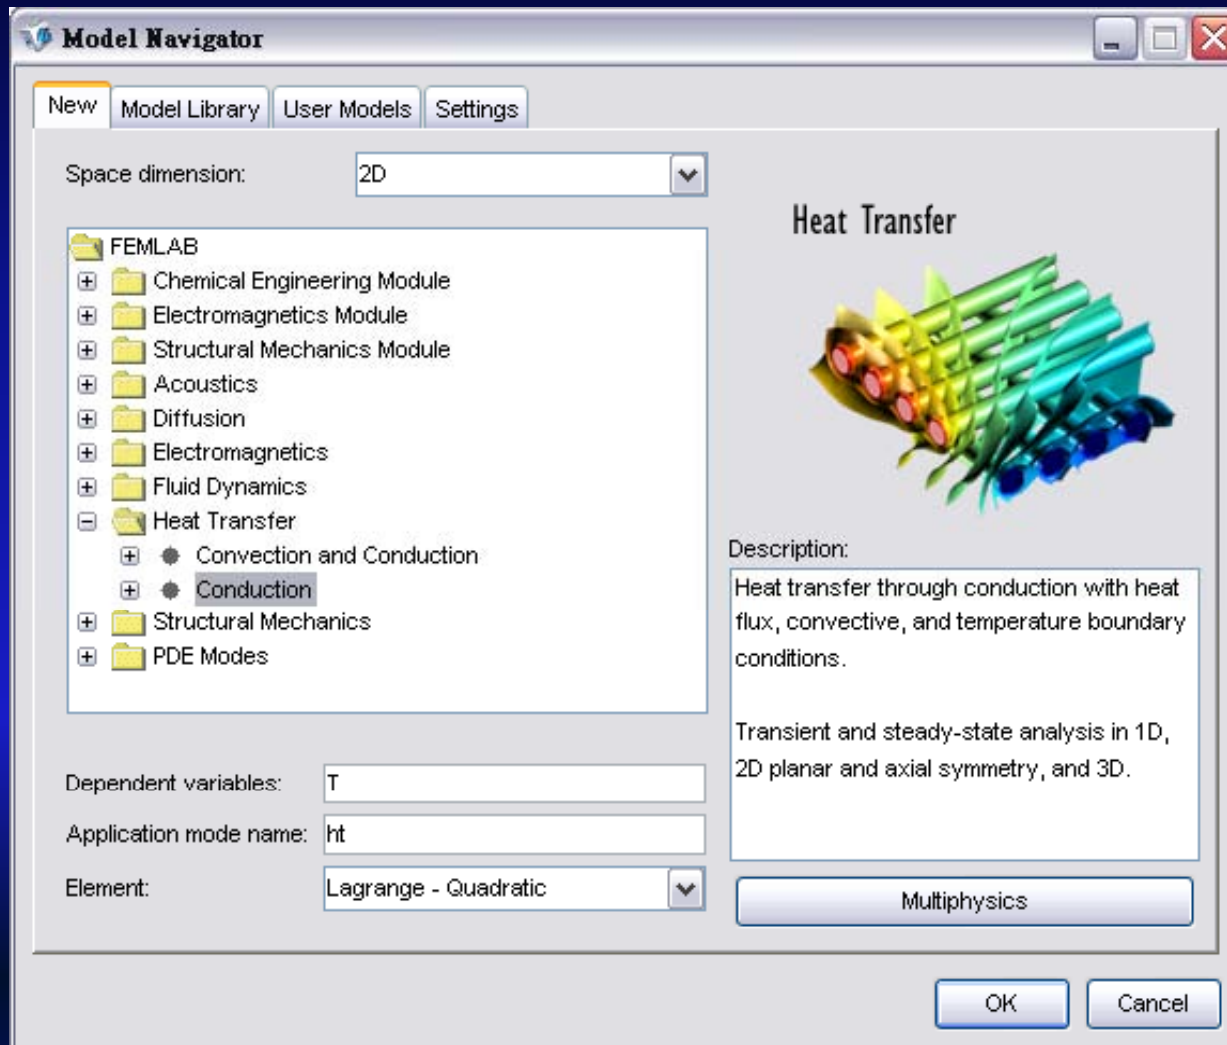 Model Navigator
New
Model Library
User Models
Settings
Space dimension:
2D
FEMLAB
Chemical Engineering Module
Electromagnetics Module
Structural Mechanics Module
Acoustics
Diffusion
Electromagnetics
Fluid Dynamics
Heat Transfer
Convection and Conduction
Conduction
Structural Mechanics
PDE Modes
Dependent variables:
T
Application mode name:
ht
Element:
Lagrange - Quadratic
Heat Transfer
Description:
Heat transfer through conduction with heat
flux, convective, and temperature boundary
conditions.
Transient and steady-state analysis in 1D,
2D planar and axial symmetry, and 3D.
Multiphysics
OK
Cancel